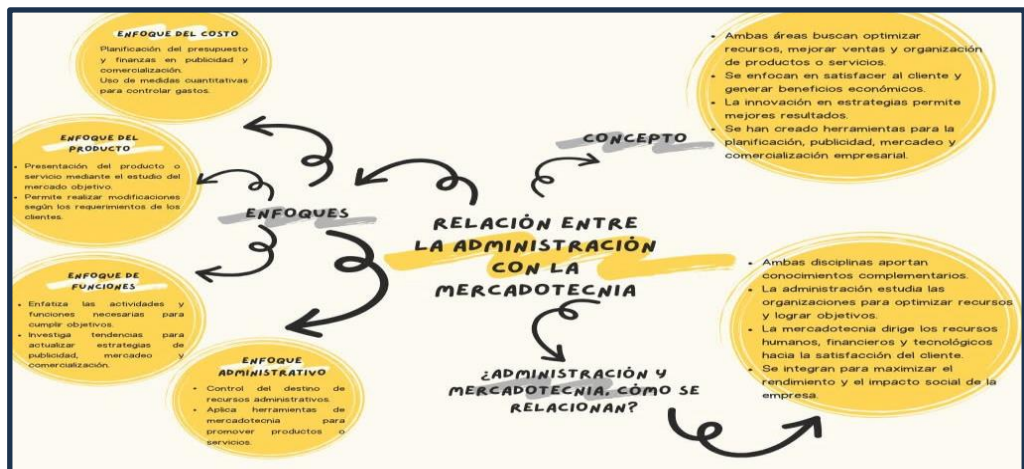 ENFOQUE DEL COSTO
Planificación del presupuesto
y finanzas en publicidad y
comercialización.
Uso de medidas cuantitativas
para controlar gastos.
ENFOQUE DEL
PRODUCTO
• Presentación del producto o
servicio mediante el estudio del
mercado objetivo.
• Permite realizar modificaciones
según los requerimientos de los
clientes.
ENFOQUES
ENFOQUE DE
FUNCIONES
• Enfatiza las actividades y
funciones necesarias para
cumplir objetivos.
• Investiga tendencias para
actualizar estrategias de
publicidad, mercadeo y
comercialización.
ENFOQUE
ADMINISTRATIVO
• Control del destino de
recursos administrativos.
• Aplica herramientas de
mercadotecnia para
promover productos o
servicios.
RELACIÓN ENTRE
LA ADMINISTRACIÓN
CON LA
MERCADOTECNIA
CONCEPTO
• Ambas áreas buscan optimizar
recursos, mejorar ventas y organización
de productos o servicios.
• Se enfocan en satisfacer al cliente y
generar beneficios económicos.
• La innovación en estrategias permite
mejores resultados.
• Se han creado herramientas para la
planificación, publicidad, mercadeo y
comercialización empresarial.
¿ADMINISTRACIÓN Y
MERCADOTECNIA, CÓMO SE
RELACIONAN?
• Ambas disciplinas aportan
conocimientos complementarios.
• La administración estudia las
organizaciones para optimizar recursos
y lograr objetivos.
• La mercadotecnia dirige los recursos
humanos, financieros y tecnológicos
hacia la satisfacción del cliente.
• Se integran para maximizar el
rendimiento y el impacto social de la
empresa.